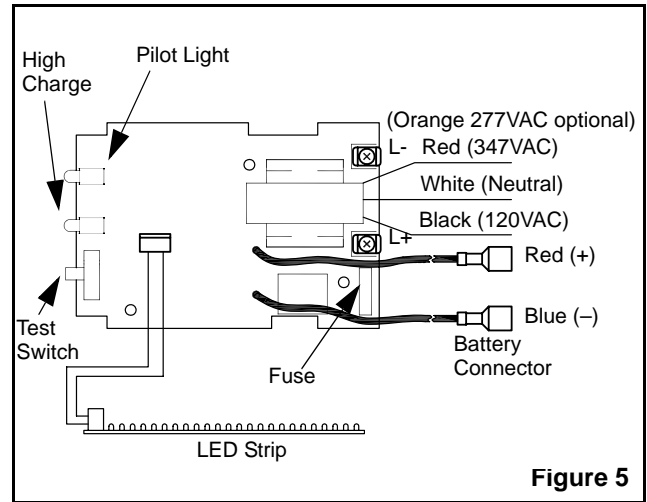 High
Charge
Pilot Light
(Orange 277VAC optional)
L- Red (347VAC)
White (Neutral)
Black (120VAC)
L+
Red (+)
Blue (–)
Battery
Connector
Test
Switch
Fuse
LED Strip
Figure 5